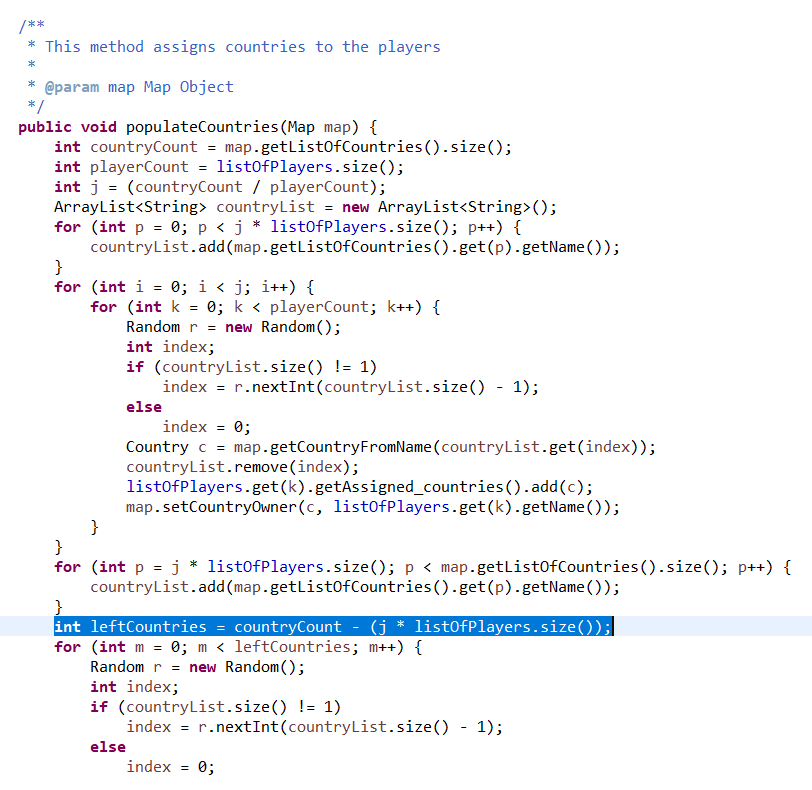 /**
 * This method assigns countries to the players
 *
 * @param map Map Object
 */
public void populateCountries(Map map) {
    int countryCount = map.getListOfCountries().size();
    int playerCount = listOfPlayers.size();
    int j = (countryCount / playerCount);
    ArrayList<String> countryList = new ArrayList<String>();
    for (int p = 0; p < j * listOfPlayers.size(); p++) {
        countryList.add(map.getListOfCountries().get(p).getName());
    }
    for (int i = 0; i < j; i++) {
        for (int k = 0; k < playerCount; k++) {
            Random r = new Random();
            int index;
            if (countryList.size() != 1)
                index = r.nextInt(countryList.size() - 1);
            else
                index = 0;
            Country c = map.getCountryFromName(countryList.get(index));
            countryList.remove(index);
            listOfPlayers.get(k).getAssigned_countries().add(c);
            map.setCountryOwner(c, listOfPlayers.get(k).getName());
        }
    }
    for (int p = j * listOfPlayers.size(); p < map.getListOfCountries().size(); p++) {
        countryList.add(map.getListOfCountries().get(p).getName());
    }
    int leftCountries = countryCount - (j * listOfPlayers.size());
    for (int m = 0; m < leftCountries; m++) {
        Random r = new Random();
        int index;
        if (countryList.size() != 1)
            index = r.nextInt(countryList.size() - 1);
        else
            index = 0;